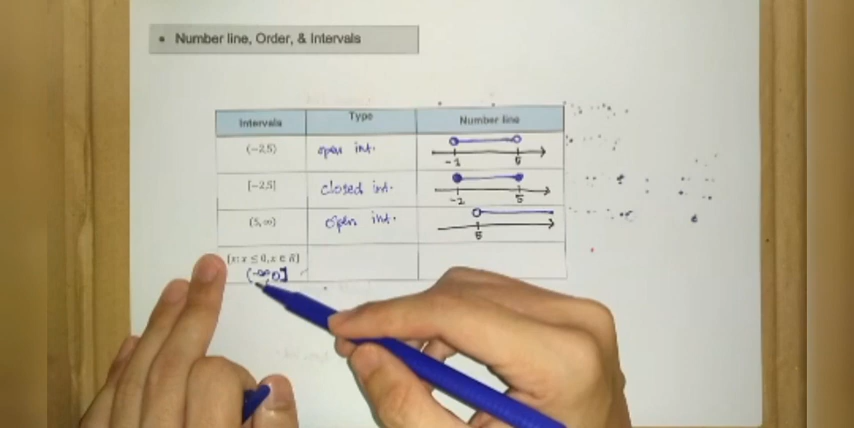 • Number line, Order, & Intervals
Intervals Type Number line
(−2,5) open int.
5
[−2,5] closed int. -2 5
(5,∞) open int. 5
{x: x ≤ 0, x ∈ R}
(-∞,0]